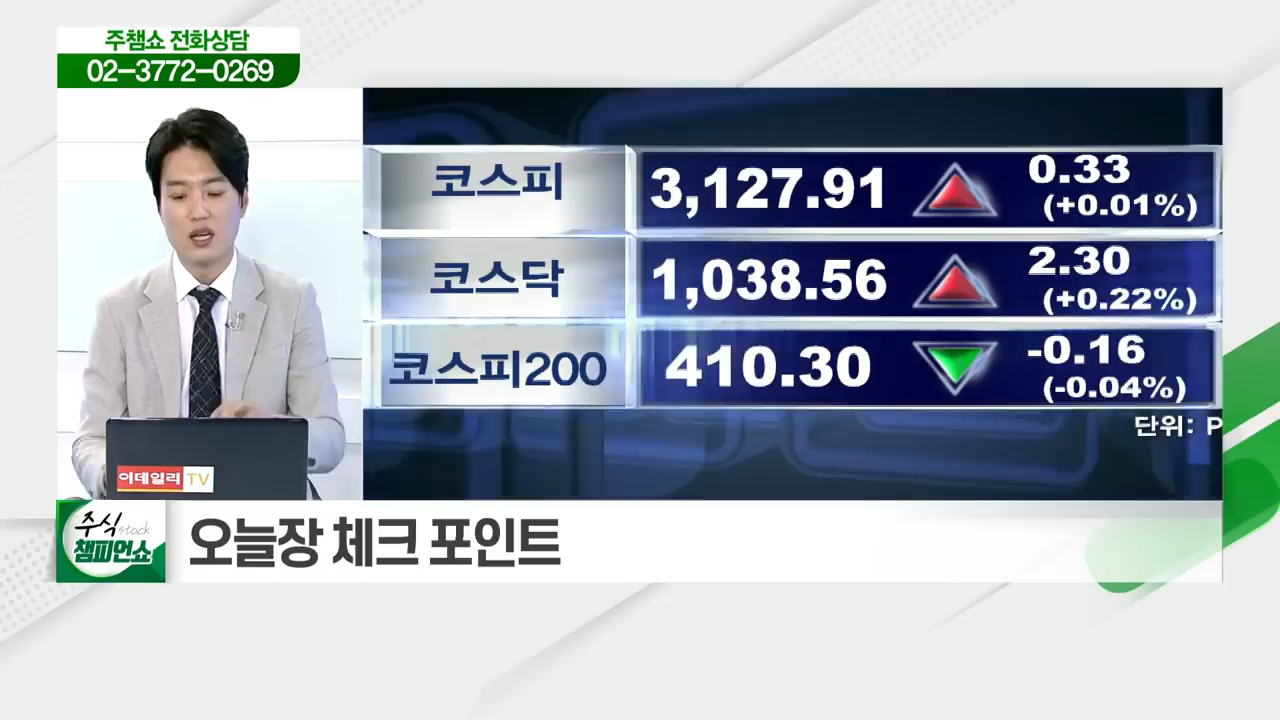 주챔쇼 전화상담
02-3772-0269
코스피 3,127.91 ▲ 0.33 (+0.01%)
코스닥 1,038.56 ▲ 2.30 (+0.22%)
코스피200 410.30 ▼ -0.16 (-0.04%)
단위: P
이데일리 TV
주식 stock
챔피언쇼
오늘장 체크 포인트